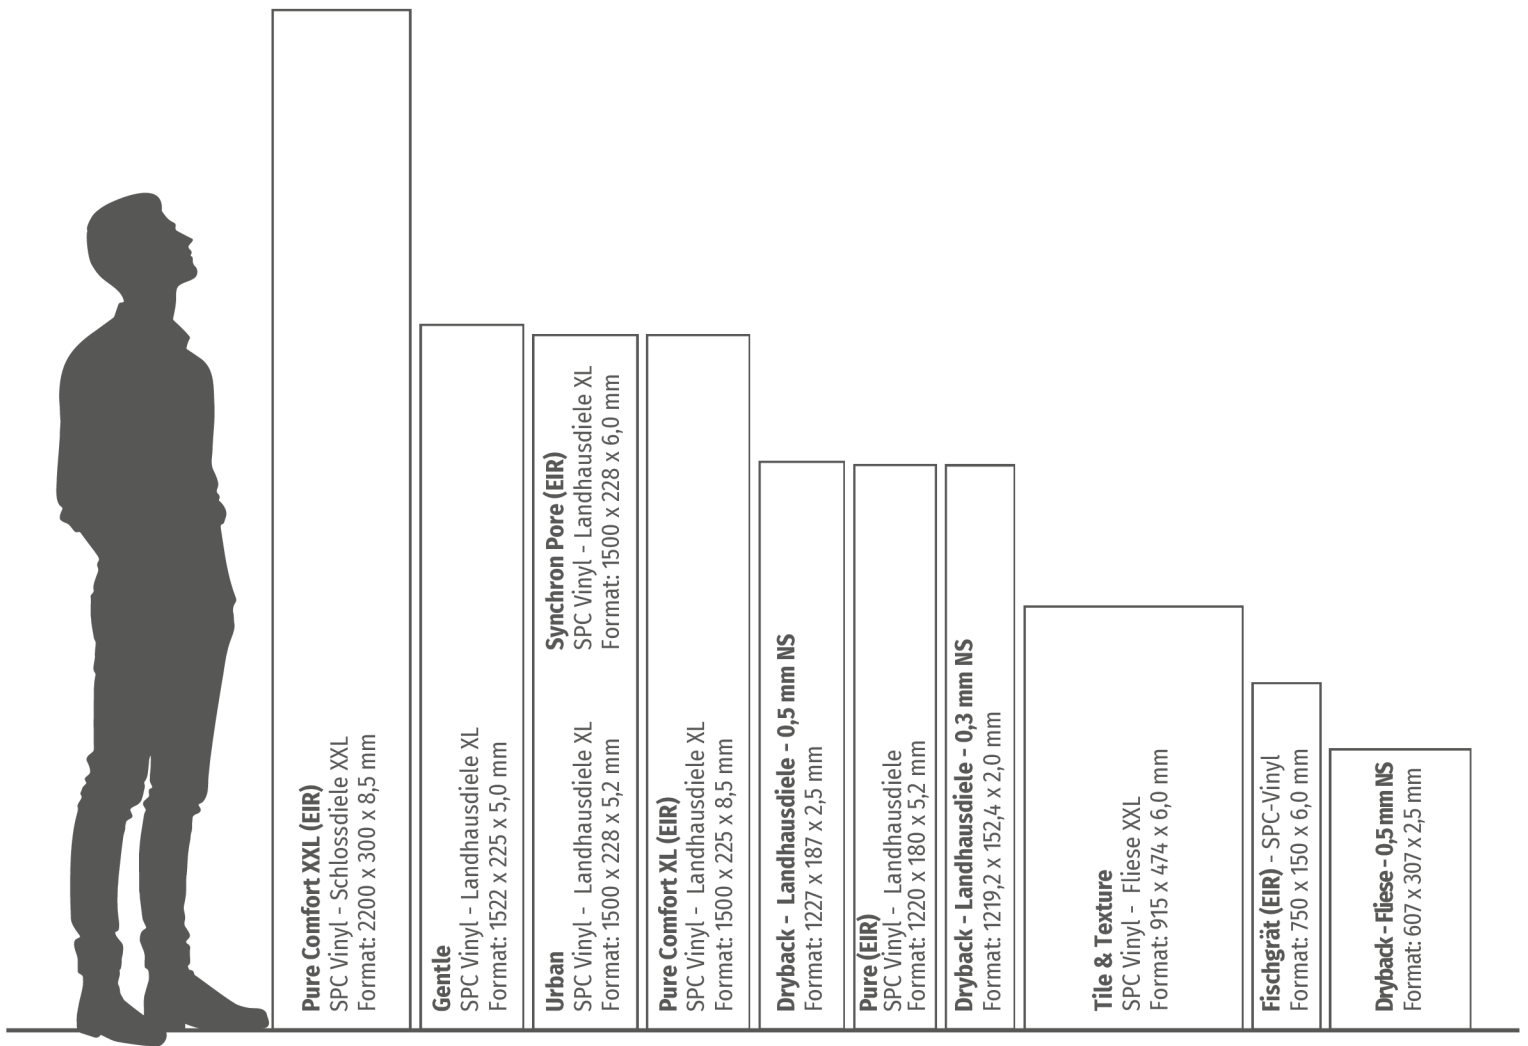 Pure Comfort XXL (EIR)
SPC Vinyl - Schlossdiele XXL
Format: 2200 x 300 x 8,5 mm
Gentle
SPC Vinyl - Landhausdiele XL
Format: 1522 x 225 x 5,0 mm
Synchron Pore (EIR)
SPC Vinyl - Landhausdiele XL
Format: 1500 x 228 x 6,0 mm
Urban
SPC Vinyl - Landhausdiele XL
Format: 1500 x 228 x 5,2 mm
Pure Comfort XL (EIR)
SPC Vinyl - Landhausdiele XL
Format: 1500 x 225 x 8,5 mm
Dryback - Landhausdiele - 0,5 mm NS
Format: 1227 x 187 x 2,5 mm
Pure (EIR)
SPC Vinyl - Landhausdiele
Format: 1220 x 180 x 5,2 mm
Dryback - Landhausdiele - 0,3 mm NS
Format: 1219,2 x 152,4 x 2,0 mm
Tile & Texture
SPC Vinyl - Fliese XXL
Format: 915 x 474 x 6,0 mm
Fischgrät (EIR) - SPC-Vinyl
Format: 750 x 150 x 6,0 mm
Dryback - Fliese - 0,5 mm NS
Format: 607 x 307 x 2,5 mm